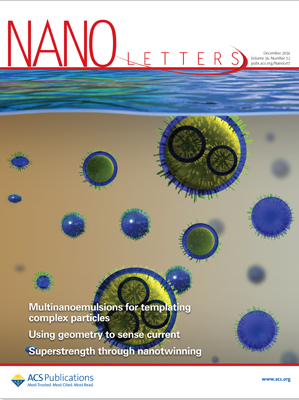 NANO LETTERS
December 2016
Volume 16, Number 12
pubs.acs.org/NanoLett
Multinanoemulsions for templating
complex particles
Using geometry to sense current
Superstrength through nanotwinning
ACS Publications
Most Trusted. Most Cited. Most Read.
www.acs.org